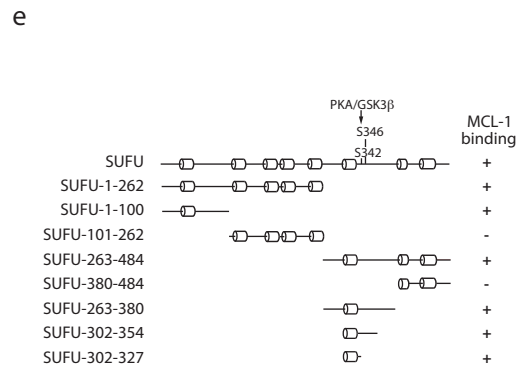 e
PKA/GSK3β
S346
S342
MCL-1
binding
SUFU +
SUFU-1-262 +
SUFU-1-100 +
SUFU-101-262 -
SUFU-263-484 +
SUFU-380-484 -
SUFU-263-380 +
SUFU-302-354 +
SUFU-302-327 +